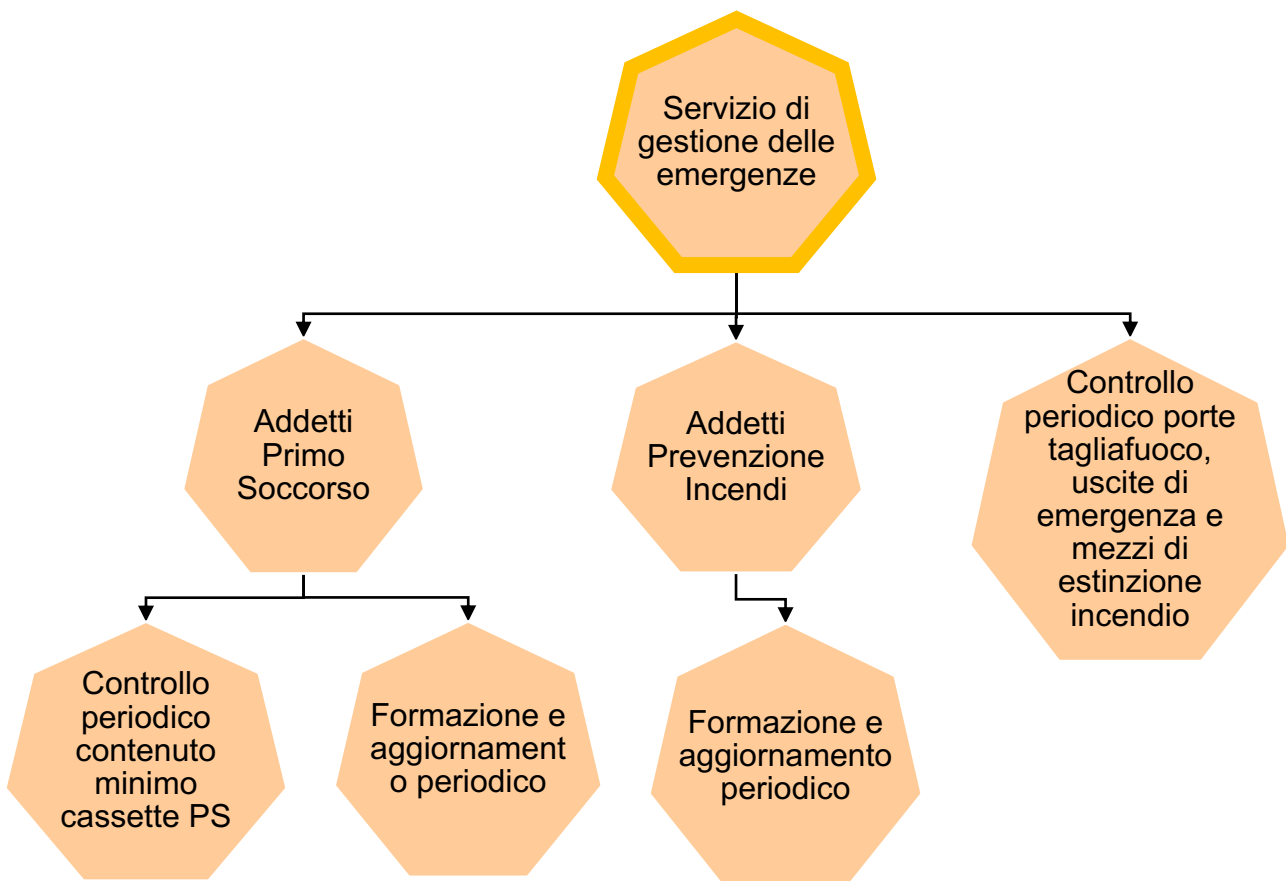 Servizio di
gestione delle
emergenze
Addetti
Primo
Soccorso
Addetti
Prevenzione
Incendi
Controllo
periodico porte
tagliafuoco,
uscite di
emergenza e
mezzi di
estinzione
incendio
Controllo
periodico
contenuto
minimo
cassette PS
Formazione e
aggiornament
o periodico
Formazione e
aggiornamento
periodico